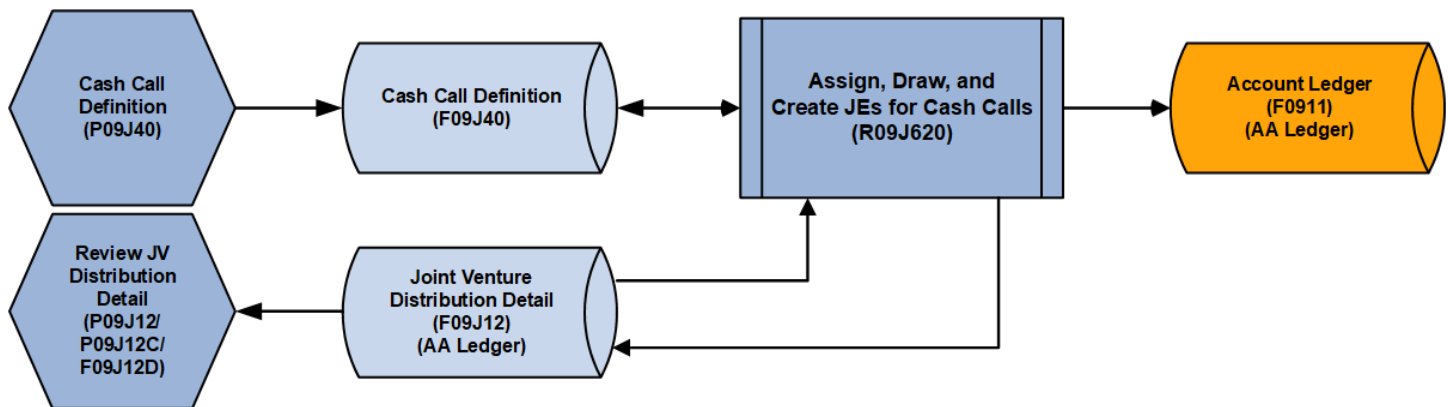 Cash Call
Definition
(P09J40)
Cash Call Definition
(F09J40)
Assign, Draw, and
Create JEs for Cash Calls
(R09J620)
Account Ledger
(F0911)
(AA Ledger)
Review JV
Distribution
Detail
(P09J12/
P09J12C/
F09J12D)
Joint Venture
Distribution Detail
(F09J12)
(AA Ledger)